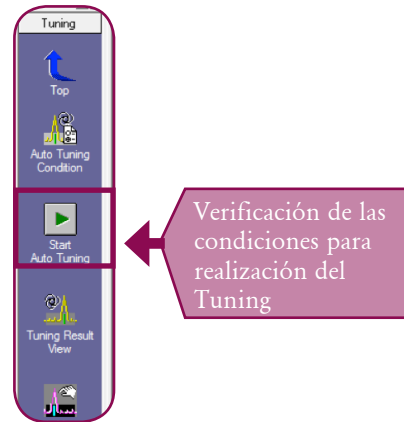 Tuning
Top
Auto Tuning
Condition
Start
Auto Tuning
Tuning Result
View
Verificación de las
condiciones para
realización del
Tuning